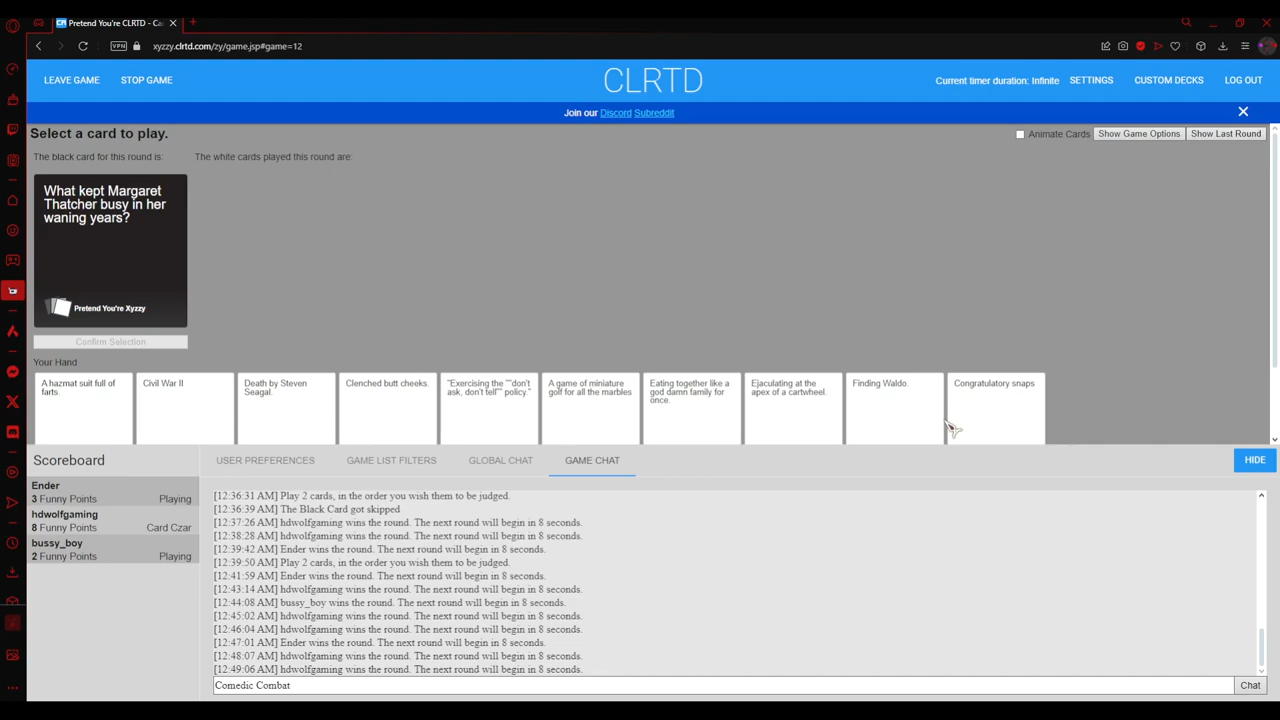 Pretend You're CLRTD - Ca
VPN
xyzzy.clrtd.com/zy/game.jsp#game=12
LEAVE GAME
STOP GAME
CLRTD
Current timer duration: Infinite
SETTINGS
CUSTOM DECKS
LOG OUT
Join our Discord Subreddit
Select a card to play.
Animate Cards
Show Game Options
Show Last Round
The black card for this round is:
The white cards played this round are:
What kept Margaret
Thatcher busy in her
waning years?
Pretend You're Xyzzy
Confirm Selection
Your Hand
A hazmat suit full of
farts.
Civil War II
Death by Steven
Seagal.
Clenched butt cheeks.
"Exercising the ""don't
ask, don't tell"" policy."
A game of miniature
golf for all the marbles
Eating together like a
god damn family for
once.
Ejaculating at the
apex of a cartwheel.
Finding Waldo.
Congratulatory snaps
Scoreboard
USER PREFERENCES
GAME LIST FILTERS
GLOBAL CHAT
GAME CHAT
HIDE
Ender
3 Funny Points
Playing
hdwolfgaming
8 Funny Points
Card Czar
bussy_boy
2 Funny Points
Playing
[12:36:31 AM] Play 2 cards, in the order you wish them to be judged.
[12:36:39 AM] The Black Card got skipped
[12:37:26 AM] hdwolfgaming wins the round. The next round will begin in 8 seconds.
[12:38:28 AM] hdwolfgaming wins the round. The next round will begin in 8 seconds.
[12:39:42 AM] Ender wins the round. The next round will begin in 8 seconds.
[12:39:50 AM] Play 2 cards, in the order you wish them to be judged.
[12:41:59 AM] Ender wins the round. The next round will begin in 8 seconds.
[12:43:14 AM] hdwolfgaming wins the round. The next round will begin in 8 seconds.
[12:44:08 AM] bussy_boy wins the round. The next round will begin in 8 seconds.
[12:45:02 AM] hdwolfgaming wins the round. The next round will begin in 8 seconds.
[12:46:04 AM] hdwolfgaming wins the round. The next round will begin in 8 seconds.
[12:47:01 AM] Ender wins the round. The next round will begin in 8 seconds.
[12:48:07 AM] hdwolfgaming wins the round. The next round will begin in 8 seconds.
[12:49:06 AM] hdwolfgaming wins the round. The next round will begin in 8 seconds.
Comedic Combat
Chat